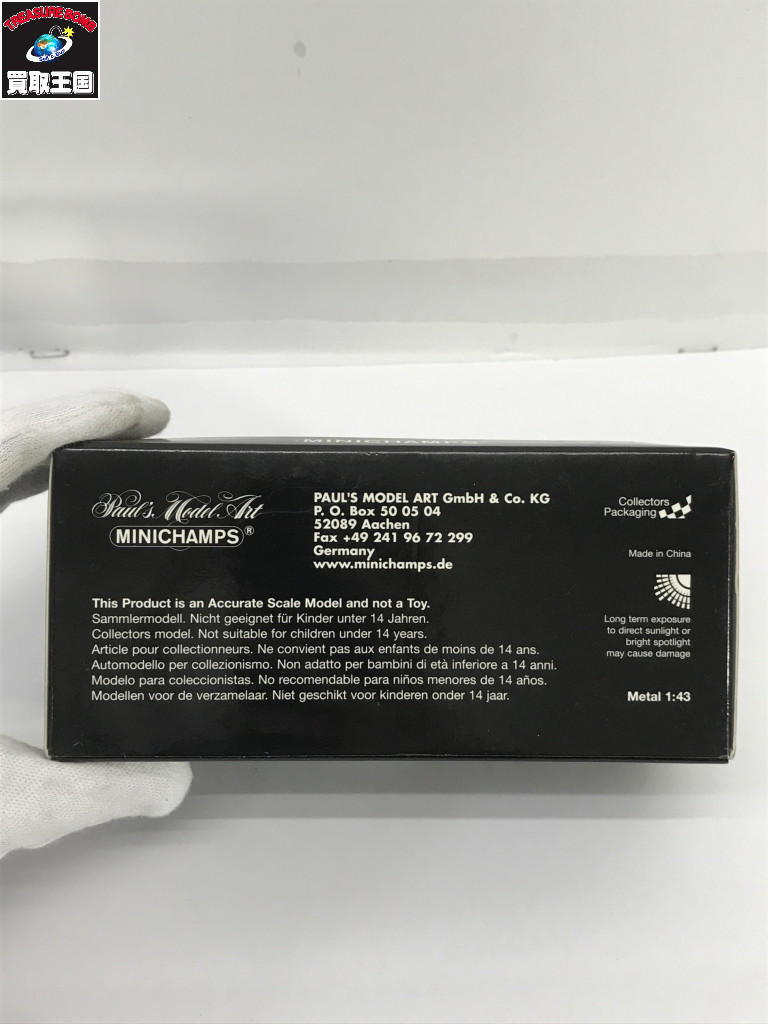 TREASURE BOMB
買取王国
MINICHAMPS
Paul's Model Art
MINICHAMPS®
PAUL'S MODEL ART GmbH & Co. KG
P. O. Box 50 05 04
52089 Aachen
Fax +49 241 96 72 299
Germany
www.minichamps.de
Collectors
Packaging
Made in China
This Product is an Accurate Scale Model and not a Toy.
Sammlermodell. Nicht geeignet für Kinder unter 14 Jahren.
Collectors model. Not suitable for children under 14 years.
Article pour collectionneurs. Ne convient pas aux enfants de moins de 14 ans.
Automodello per collezionismo. Non adatto per bambini di età inferiore a 14 anni.
Modelo para coleccionistas. No recomendable para niños menores de 14 años.
Modellen voor de verzamelaar. Niet geschikt voor kinderen onder 14 jaar.
Long term exposure
to direct sunlight or
bright spotlight
may cause damage
Metal 1:43